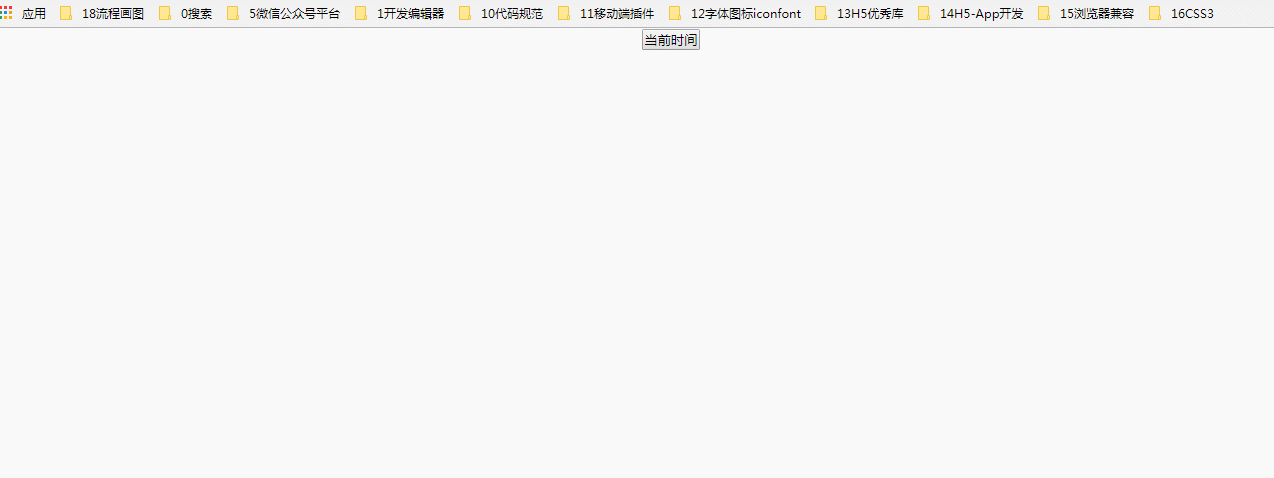 应用 18流程画图 0搜索 5微信公众号平台 1开发编辑器 10代码规范 11移动端插件 12字体图标iconfont 13H5优秀库 14H5-App开发 15浏览器兼容 16CSS3
当前时间